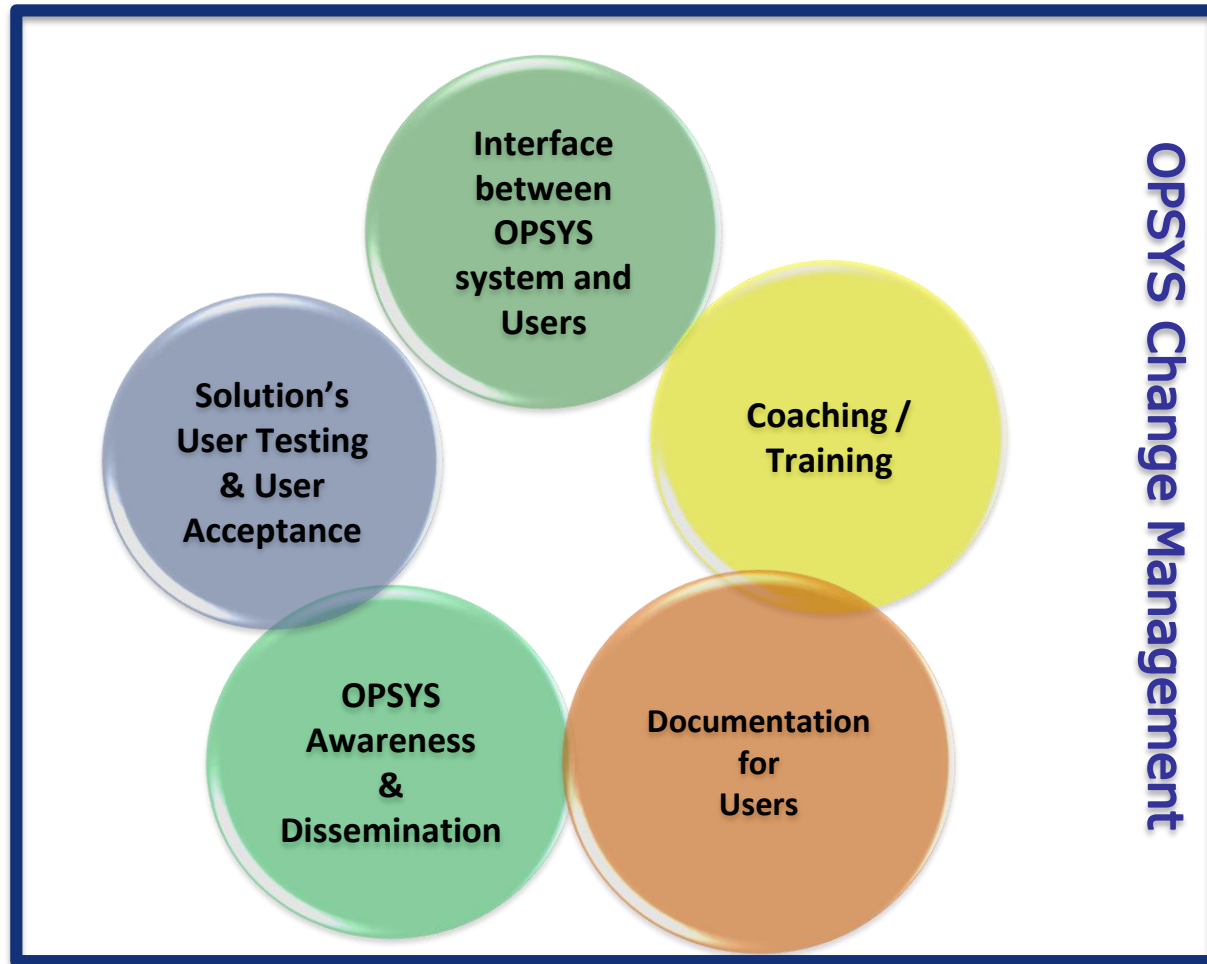 Interface
between
OPSYS
system and
Users
Coaching /
Training
Documentation
for
Users
OPSYS
Awareness
&
Dissemination
Solution’s
User Testing
& User
Acceptance
OPSYS Change Management